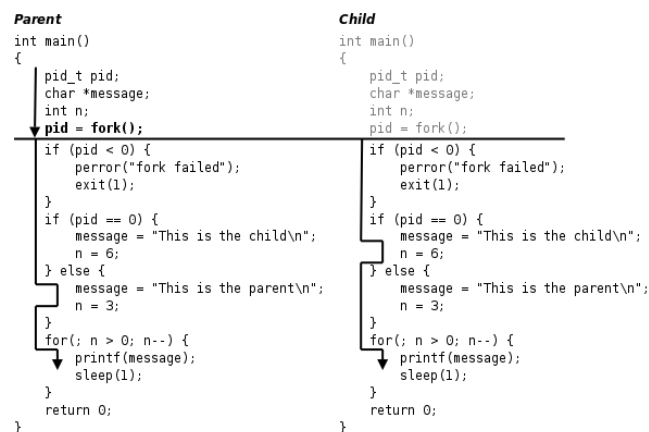 Parent
int main()
{
pid_t pid;
char *message;
int n;
pid = fork();
if (pid < 0) {
perror("fork failed");
exit(1);
}
if (pid == 0) {
message = "This is the child\n";
n = 6;
} else {
message = "This is the parent\n";
n = 3;
}
for(; n > 0; n--) {
printf(message);
sleep(1);
}
return 0;
}
Child
int main()
{
pid_t pid;
char *message;
int n;
pid = fork();
if (pid < 0) {
perror("fork failed");
exit(1);
}
if (pid == 0) {
message = "This is the child\n";
n = 6;
} else {
message = "This is the parent\n";
n = 3;
}
for(; n > 0; n--) {
printf(message);
sleep(1);
}
return 0;
}